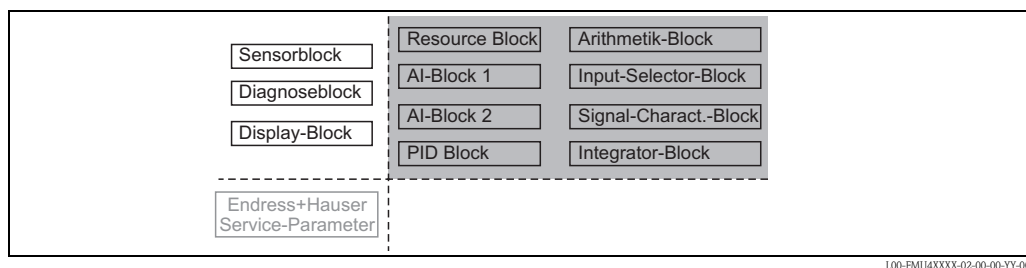 Sensorblock
Diagnoseblock
Display-Block
Resource Block
AI-Block 1
AI-Block 2
PID Block
Arithmetik-Block
Input-Selector-Block
Signal-Charact.-Block
Integrator-Block
Endress+Hauser
Service-Parameter